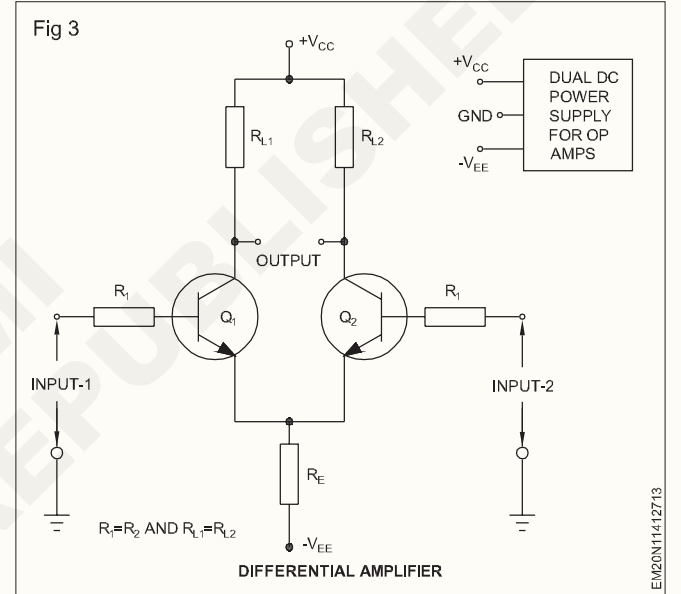 Fig 3
+VCC
+VCC
DUAL DC
POWER
SUPPLY
FOR OP
AMPS
GND
-VEE
RL1
RL2
OUTPUT
R1
Q1
Q2
R1
INPUT-1
INPUT-2
RE
R1=R2 AND RL1=RL2
-VEE
DIFFERENTIAL AMPLIFIER
EM20N11412713